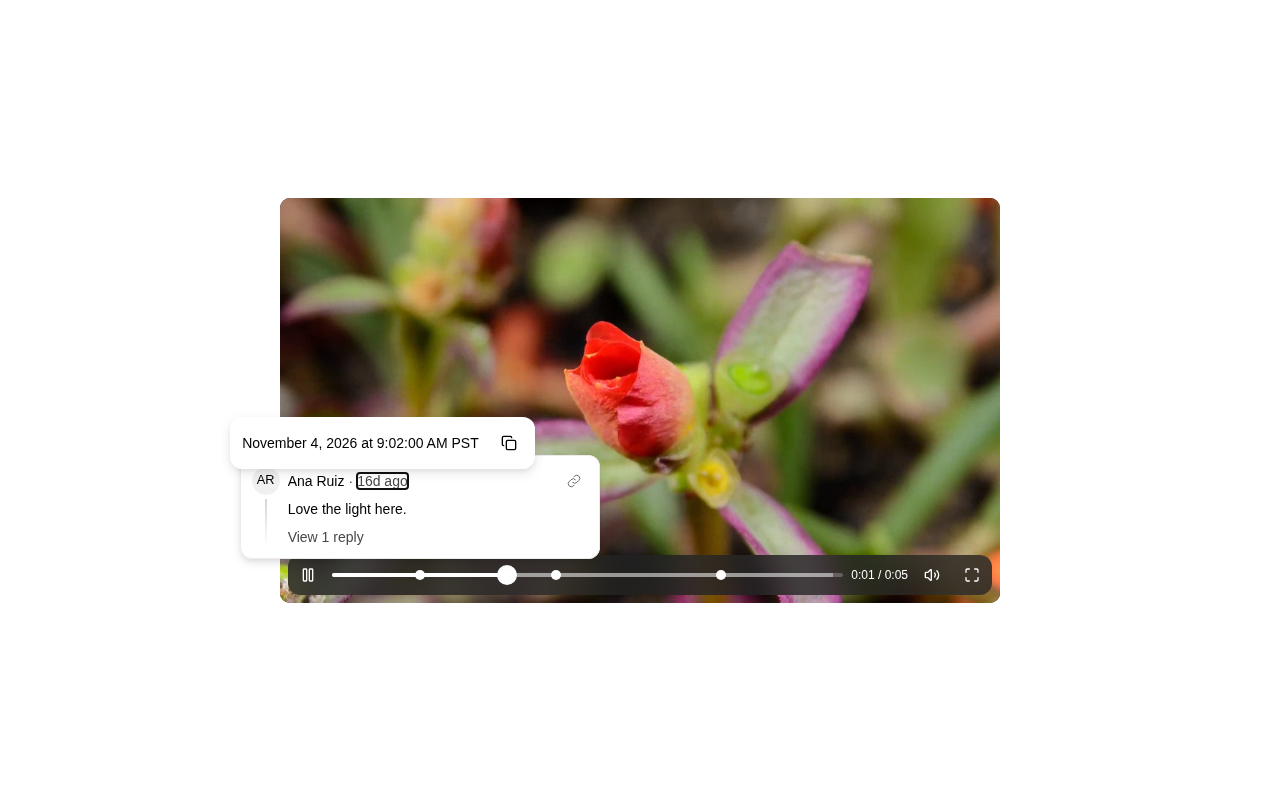 November 4, 2026 at 9:02:00 AM PST
AR
Ana Ruiz · 16d ago
Love the light here.
View 1 reply
0:01 / 0:05